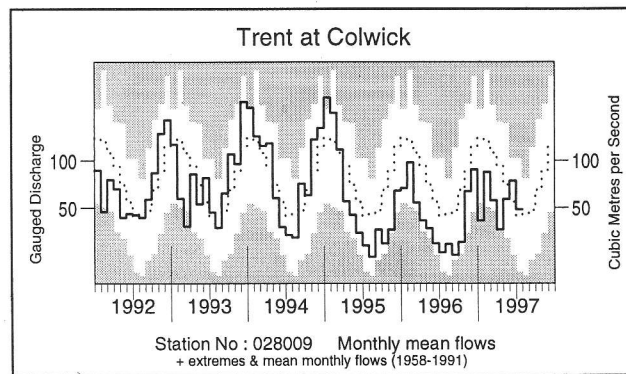 Trent at Colwick
Gauged Discharge
100
50
100
50
Cubic Metres per Second
1992 1993 1994 1995 1996 1997
Station No : 028009 Monthly mean flows
+ extremes & mean monthly flows (1958-1991)